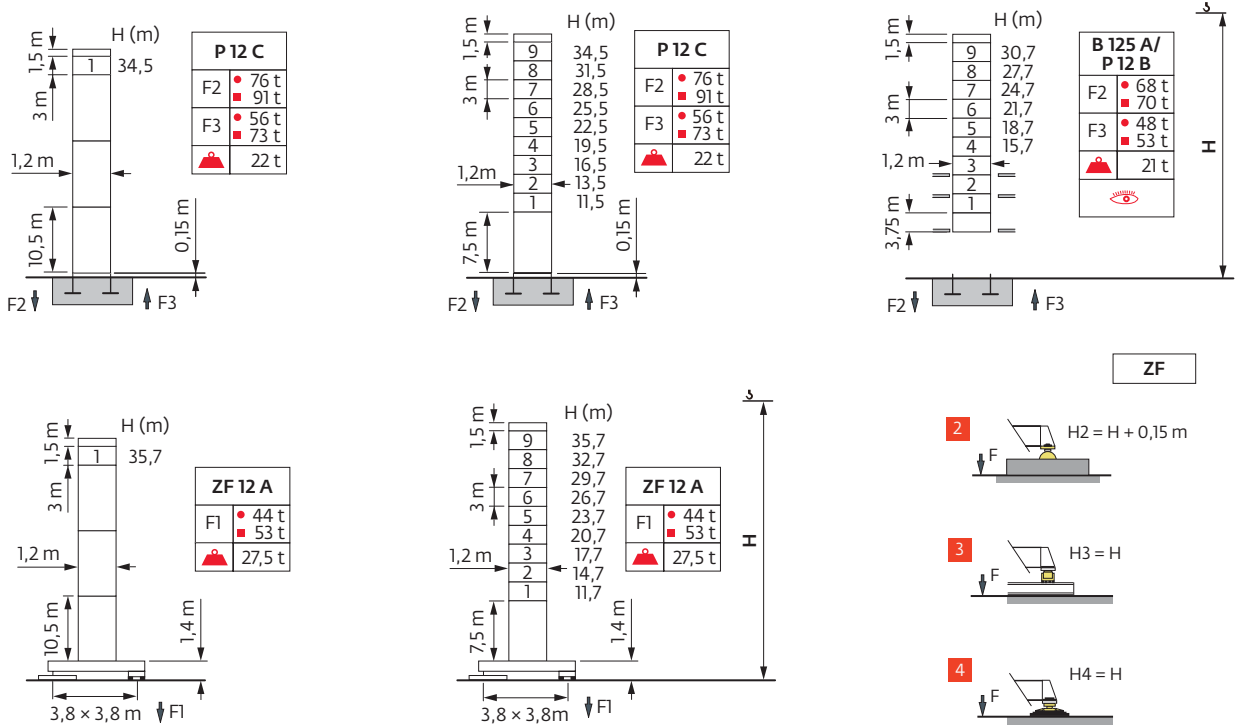 H (m)
1,5 m
1 34,5
3 m
1,2 m
10,5 m
0,15 m
F2 F3
P 12 C
F2 76 t
91 t
F3 56 t
73 t
22 t
H (m)
1,5 m
9 34,5
8 31,5
3 m
7 28,5
6 25,5
5 22,5
4 19,5
3 16,5
1,2m
2 13,5
1 11,5
7,5 m
0,15 m
F2 F3
P 12 C
F2 76 t
91 t
F3 56 t
73 t
22 t
H (m)
1,5 m
9 30,7
8 27,7
7 24,7
3 m
6 21,7
5 18,7
4 15,7
1,2 m
3
2
1
3,75 m
F2 F3
B 125 A/
P 12 B
F2 68 t
70 t
F3 48 t
53 t
21 t
H
H (m)
1,5 m
1 35,7
3 m
1,2 m
10,5 m
1,4 m
3,8 × 3,8 m F1
ZF 12 A
F1 44 t
53 t
27,5 t
H (m)
1,5 m
9 35,7
8 32,7
7 29,7
3 m
6 26,7
5 23,7
4 20,7
3 17,7
1,2 m
2 14,7
1 11,7
7,5 m
1,4 m
3,8 × 3,8m F1
ZF 12 A
F1 44 t
53 t
27,5 t
H
ZF
2 H2 = H + 0,15 m
F
3 H3 = H
F
4 H4 = H
F